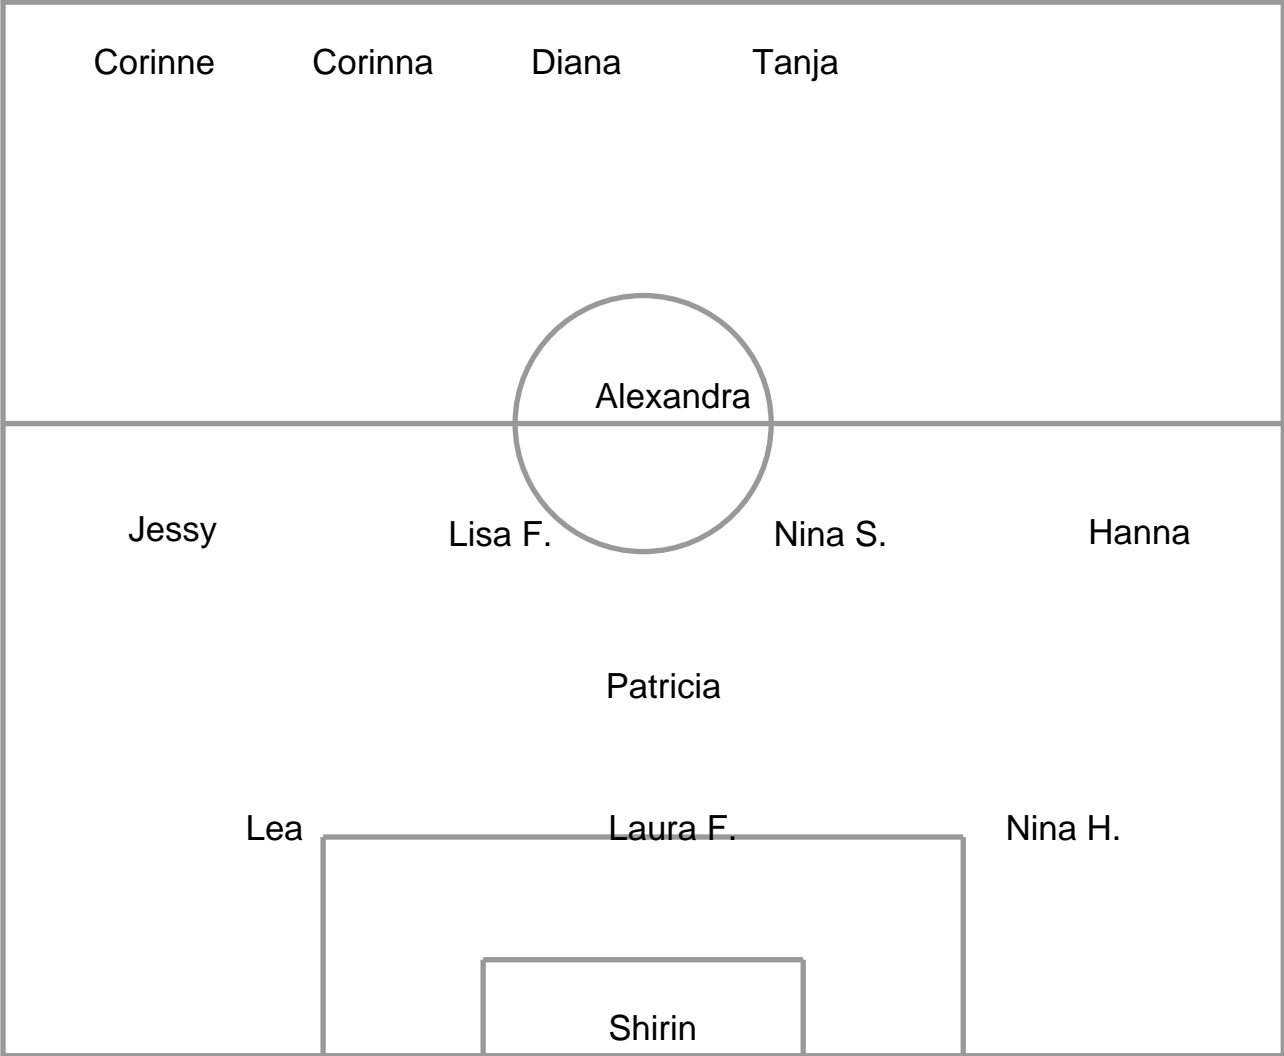 Corinne Corinna Diana Tanja
Alexandra
Jessy Lisa F. Nina S. Hanna
Patricia
Lea Laura F. Nina H.
Shirin